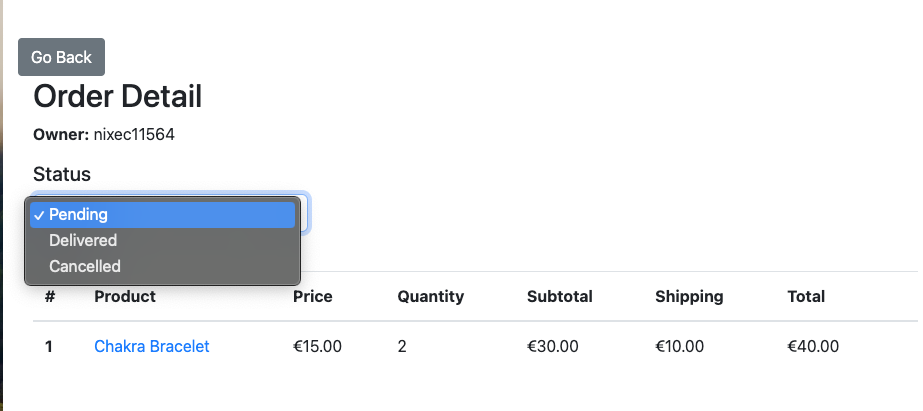 Go Back
Order Detail
Owner: nixec11564
Status
✓ Pending
Delivered
Cancelled
# Product Price Quantity Subtotal Shipping Total
1 Chakra Bracelet €15.00 2 €30.00 €10.00 €40.00